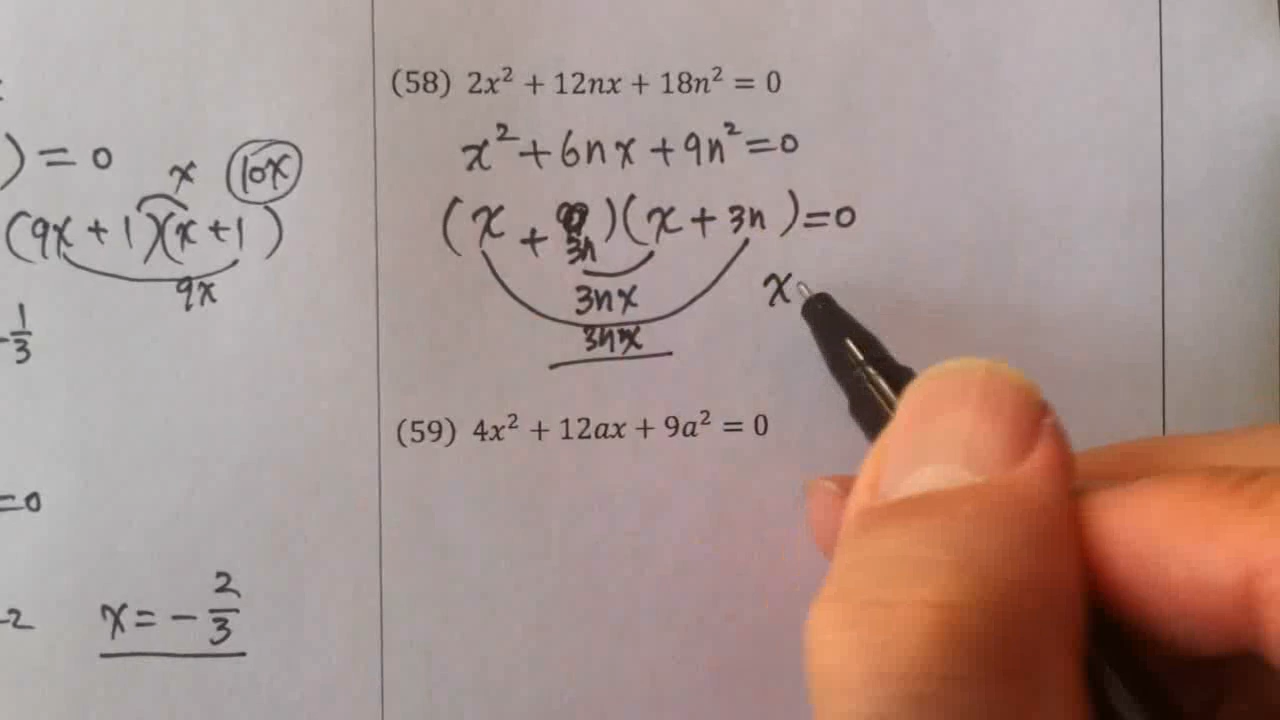 ) = 0
x
10x
(9x + 1)(x + 1)
9x
1/3
= 0
-2
x = - 2/3
(58) 2x² + 12nx + 18n² = 0
x² + 6nx + 9n² = 0
(x + 3n)(x + 3n) = 0
3nx
3nx
x
(59) 4x² + 12ax + 9a² = 0